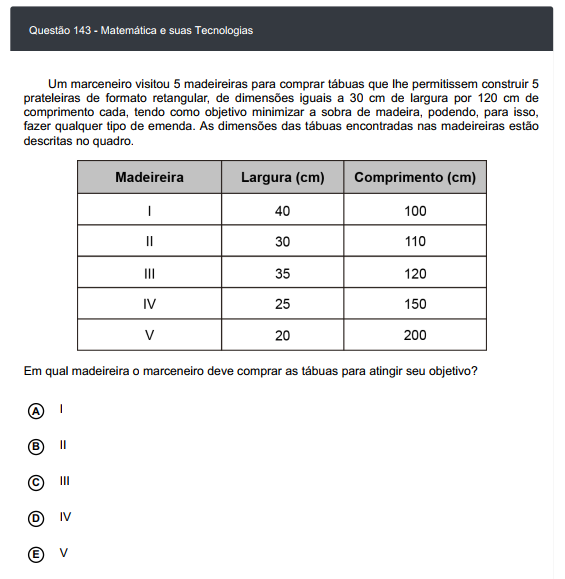 Questão 143 - Matemática e suas Tecnologias
Um marceneiro visitou 5 madeireiras para comprar tábuas que lhe permitissem construir 5
prateleiras de formato retangular, de dimensões iguais a 30 cm de largura por 120 cm de
comprimento cada, tendo como objetivo minimizar a sobra de madeira, podendo, para isso,
fazer qualquer tipo de emenda. As dimensões das tábuas encontradas nas madeireiras estão
descritas no quadro.
Madeireira Largura (cm) Comprimento (cm)
I 40 100
II 30 110
III 35 120
IV 25 150
V 20 200
Em qual madeireira o marceneiro deve comprar as tábuas para atingir seu objetivo?
A I
B II
C III
D IV
E V